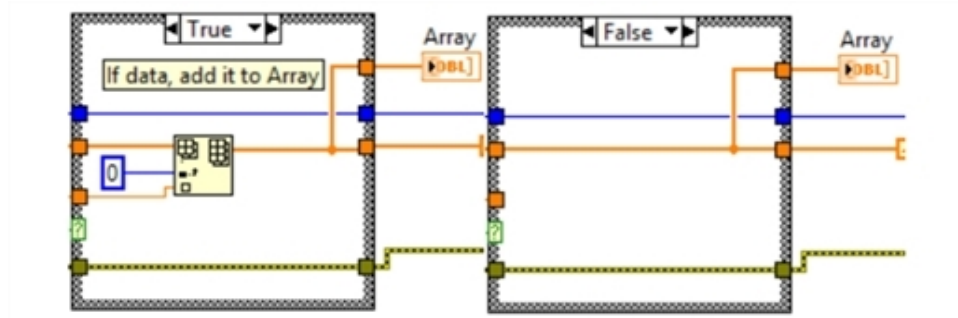 True
Array
If data, add it to Array
DBL]
0
?
False
Array
DBL]
?